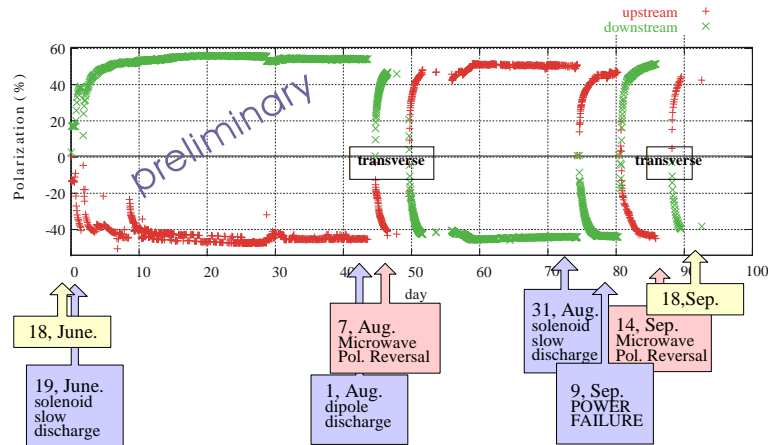 upstream
downstream
Polarization (%)
60
40
20
0
-20
-40
preliminary
transverse
transverse
0
10
20
30
40
50
60
70
80
90
100
day
18, June.
19, June.
solenoid
slow
discharge
1, Aug.
dipole
discharge
7, Aug.
Microwave
Pol. Reversal
31, Aug.
solenoid
slow
discharge
9, Sep.
POWER
FAILURE
14, Sep.
Microwave
Pol. Reversal
18,Sep.